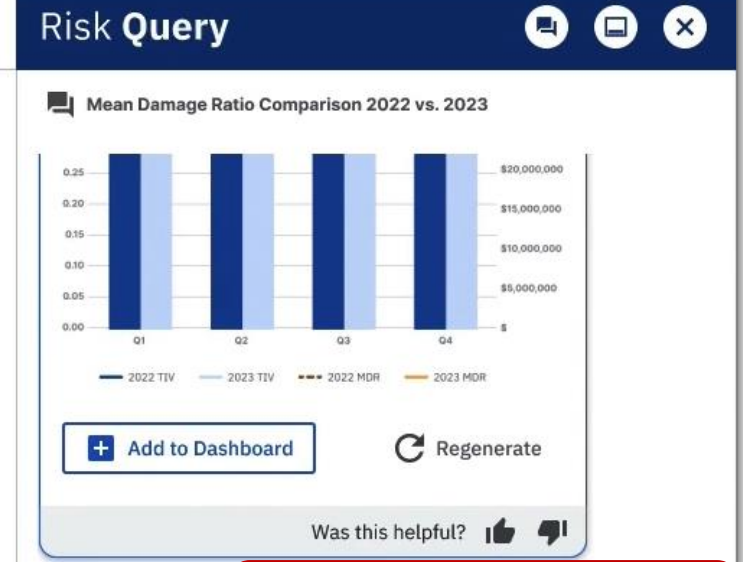 Risk Query
Mean Damage Ratio Comparison 2022 vs. 2023
0.25
0.20
0.15
0.10
0.05
0.00
$20,000,000
$15,000,000
$10,000,000
$5,000,000
$
Q1 Q2 Q3 Q4
2022 TIV 2023 TIV 2022 MDR 2023 MDR
Add to Dashboard Regenerate
Was this helpful?